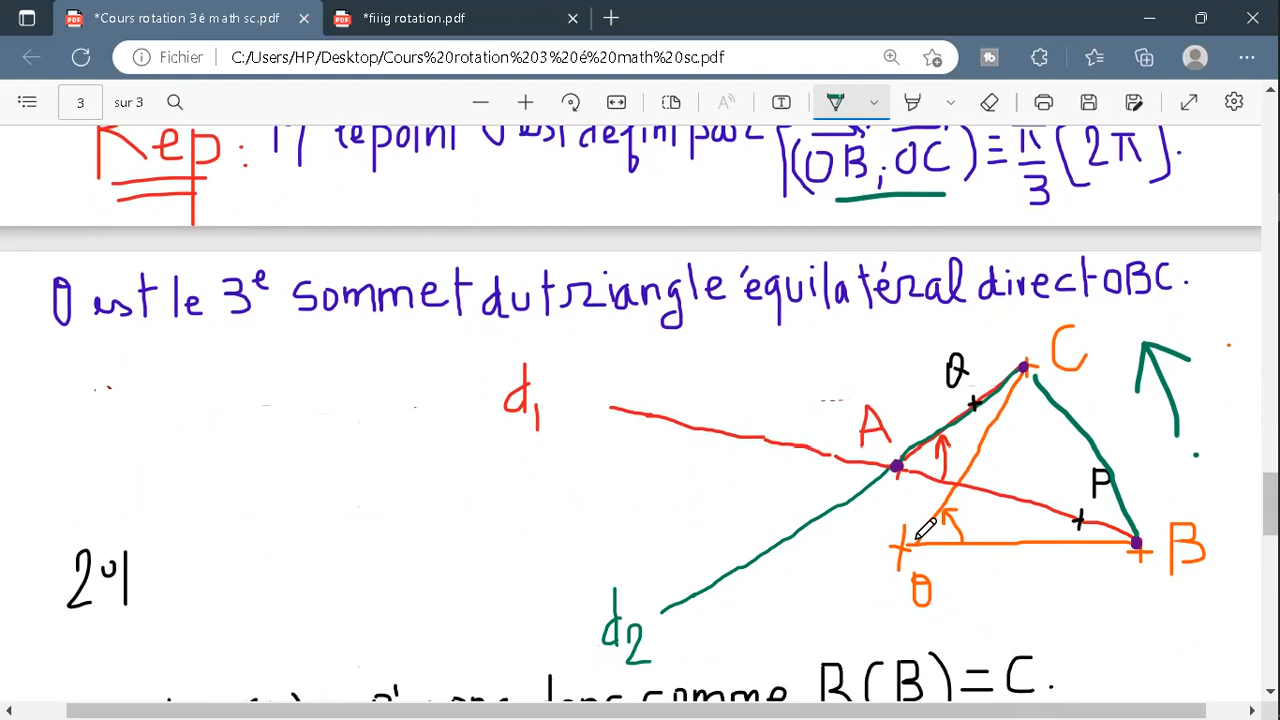 *Cours rotation 3é math sc.pdf
*fiiig rotation.pdf
Fichier
G:/Users/HP/Desktop/Cours%20rotation%203%20é%20math%20sc.pdf
3 sur 3
Rep : 1) le point O est défini par (OB; OC) ≡ π/3 [2π].
O est le 3e sommet du triangle équilatéral direct OBC.
C
Q
d1
A
P
B
O
2°/
d2
donc comme R(B) = C.